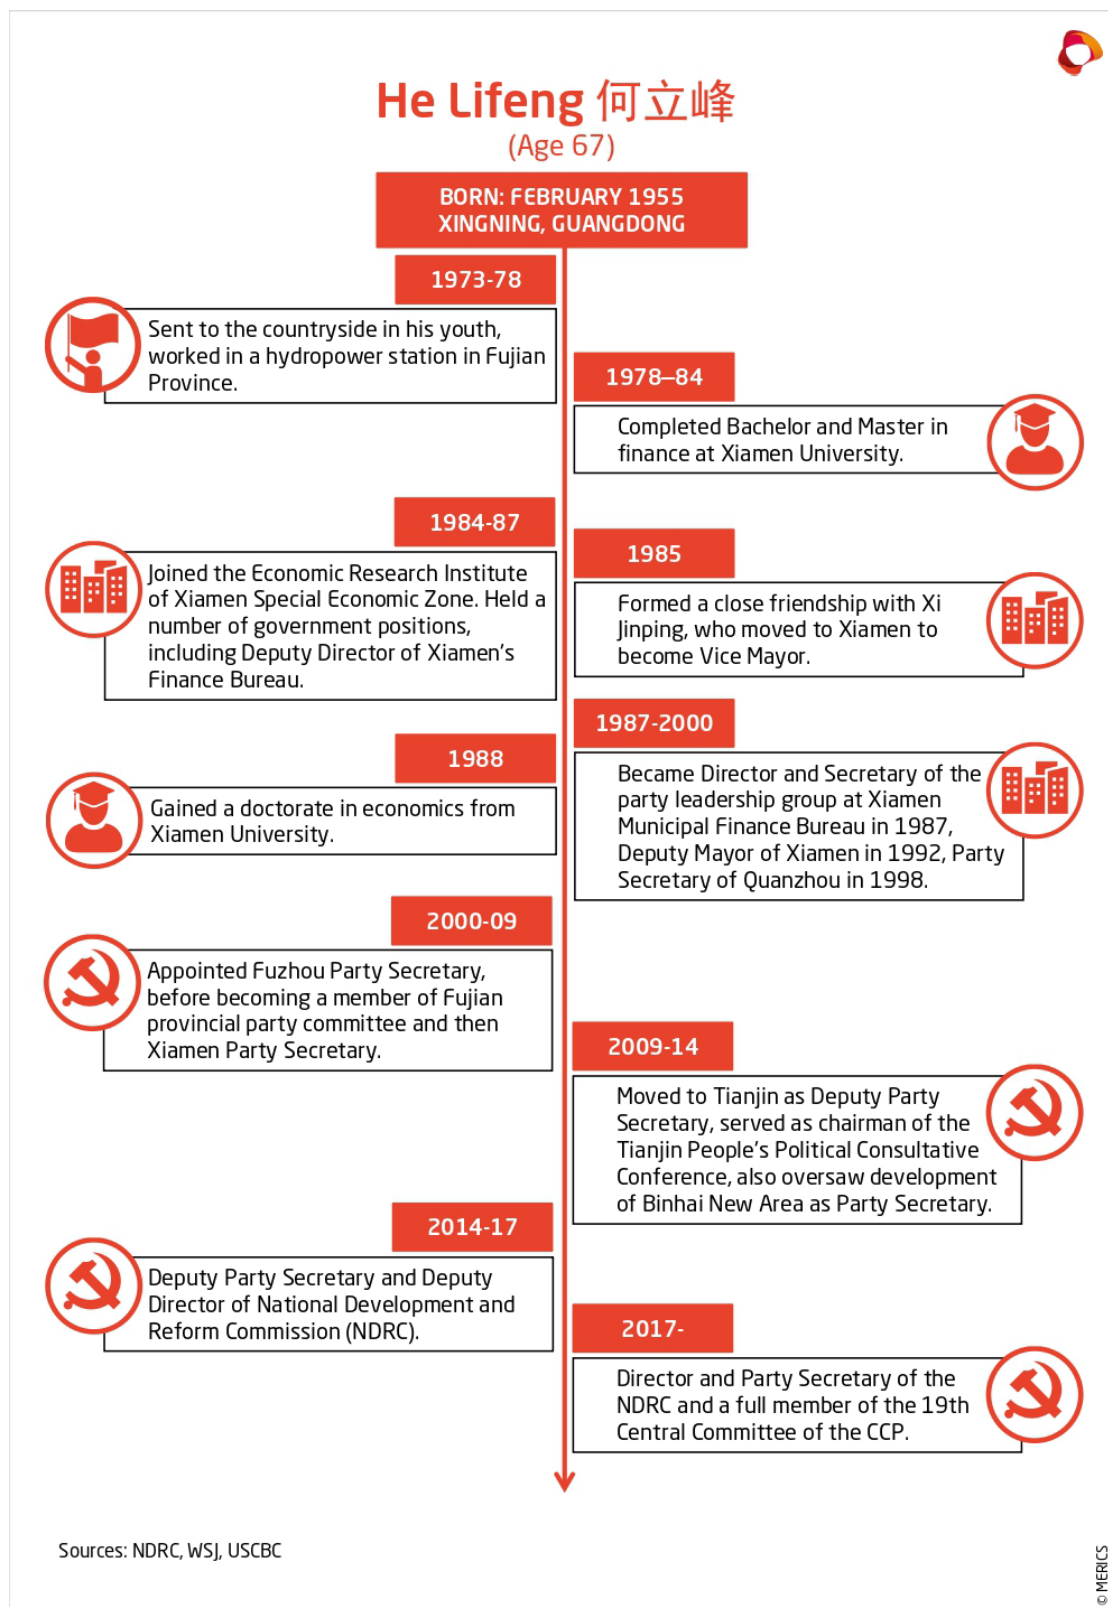 He Lifeng 何立峰
(Age 67)
BORN: FEBRUARY 1955
XINGNING, GUANGDONG
1973-78
Sent to the countryside in his youth,
worked in a hydropower station in Fujian
Province.
1978–84
Completed Bachelor and Master in
finance at Xiamen University.
1984-87
Joined the Economic Research Institute
of Xiamen Special Economic Zone. Held a
number of government positions,
including Deputy Director of Xiamen's
Finance Bureau.
1985
Formed a close friendship with Xi
Jinping, who moved to Xiamen to
become Vice Mayor.
1987-2000
Became Director and Secretary of the
party leadership group at Xiamen
Municipal Finance Bureau in 1987,
Deputy Mayor of Xiamen in 1992, Party
Secretary of Quanzhou in 1998.
1988
Gained a doctorate in economics from
Xiamen University.
2000-09
Appointed Fuzhou Party Secretary,
before becoming a member of Fujian
provincial party committee and then
Xiamen Party Secretary.
2009-14
Moved to Tianjin as Deputy Party
Secretary, served as chairman of the
Tianjin People's Political Consultative
Conference, also oversaw development
of Binhai New Area as Party Secretary.
2014-17
Deputy Party Secretary and Deputy
Director of National Development and
Reform Commission (NDRC).
2017-
Director and Party Secretary of the
NDRC and a full member of the 19th
Central Committee of the CCP.
Sources: NDRC, WSJ, USCBC
© MERICS